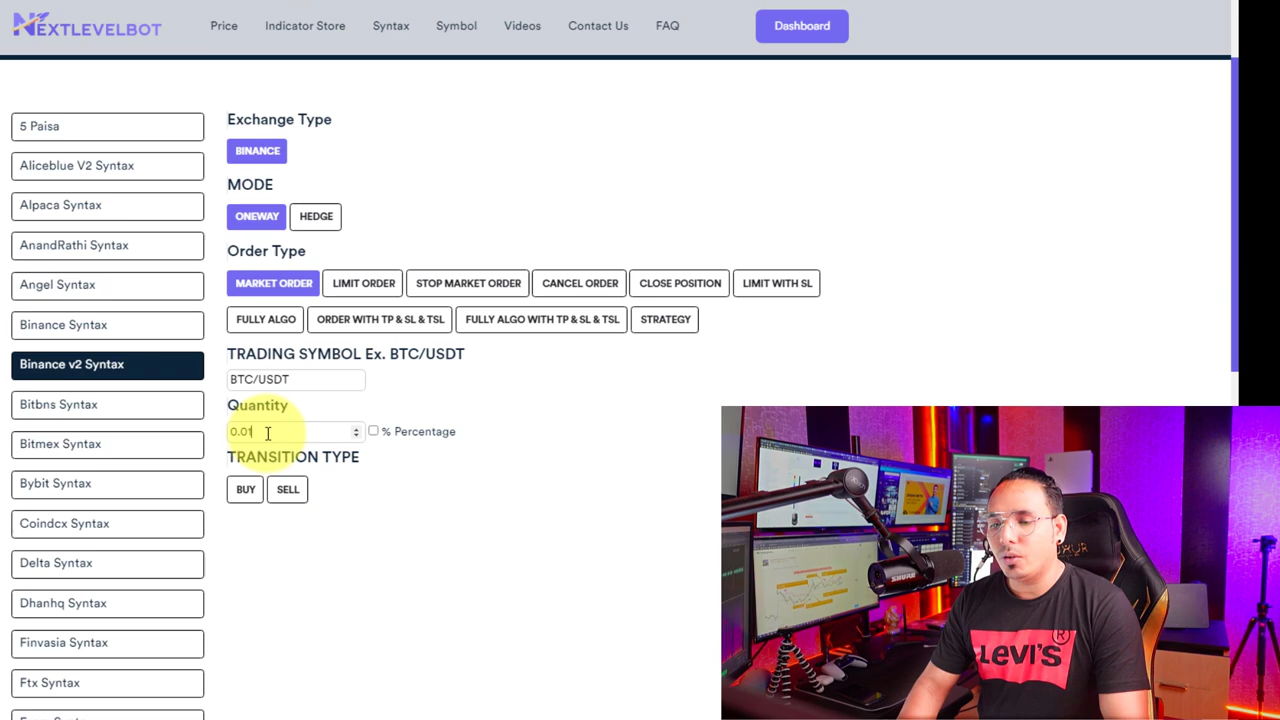 NEXTLEVELBOT
Price Indicator Store Syntax Symbol Videos Contact Us FAQ Dashboard
5 Paisa
Aliceblue V2 Syntax
Alpaca Syntax
AnandRathi Syntax
Angel Syntax
Binance Syntax
Binance v2 Syntax
Bitbns Syntax
Bitmex Syntax
Bybit Syntax
Coindcx Syntax
Delta Syntax
Dhanhq Syntax
Finvasia Syntax
Ftx Syntax
Exchange Type
BINANCE
MODE
ONEWAY HEDGE
Order Type
MARKET ORDER LIMIT ORDER STOP MARKET ORDER CANCEL ORDER CLOSE POSITION LIMIT WITH SL
FULLY ALGO ORDER WITH TP & SL & TSL FULLY ALGO WITH TP & SL & TSL STRATEGY
TRADING SYMBOL Ex. BTC/USDT
BTC/USDT
Quantity
0.01 % Percentage
TRANSITION TYPE
BUY SELL
SHURE
LEVI'S®